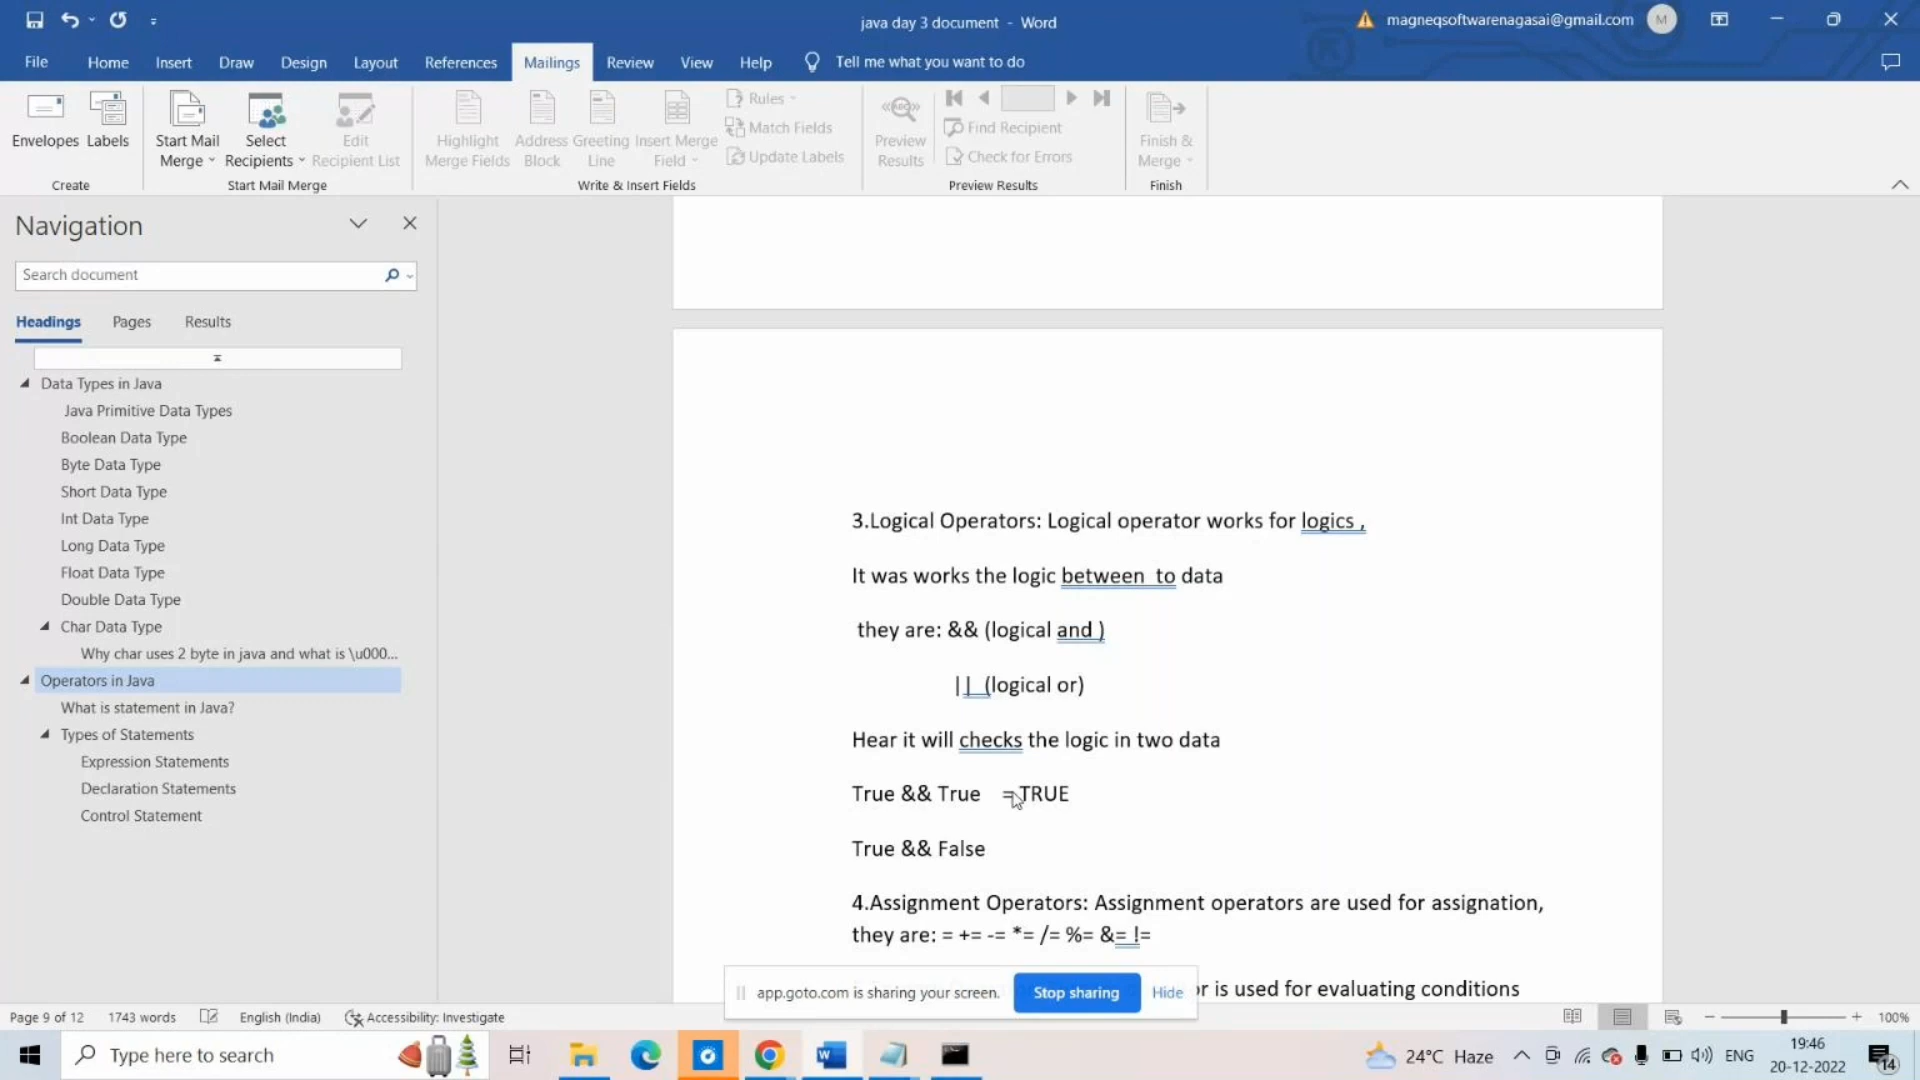 java day 3 document - Word
magneqsoftwarenagasai@gmail.com
M
File Home Insert Draw Design Layout References Mailings Review View Help Tell me what you want to do
Envelopes Labels
Create
Start Mail Merge
Select Recipients
Edit Recipient List
Start Mail Merge
Highlight Merge Fields
Address Block
Greeting Line
Insert Merge Field
Rules
Match Fields
Update Labels
Write & Insert Fields
ABC
Preview Results
Find Recipient
Check for Errors
Preview Results
Finish & Merge
Finish
Navigation
Search document
Headings Pages Results
Data Types in Java
Java Primitive Data Types
Boolean Data Type
Byte Data Type
Short Data Type
Int Data Type
Long Data Type
Float Data Type
Double Data Type
Char Data Type
Why char uses 2 byte in java and what is \u000...
Operators in Java
What is statement in Java?
Types of Statements
Expression Statements
Declaration Statements
Control Statement
3.Logical Operators: Logical operator works for logics ,
It was works the logic between to data
they are: && (logical and )
|| (logical or)
Hear it will checks the logic in two data
True && True =TRUE
True && False
4.Assignment Operators: Assignment operators are used for assignation,
they are: = += -= *= /= %= &= !=
or is used for evaluating conditions
app.goto.com is sharing your screen. Stop sharing Hide
Page 9 of 12 1743 words English (India) Accessibility: Investigate
100%
Type here to search
24°C Haze
ENG
19:46
20-12-2022
14